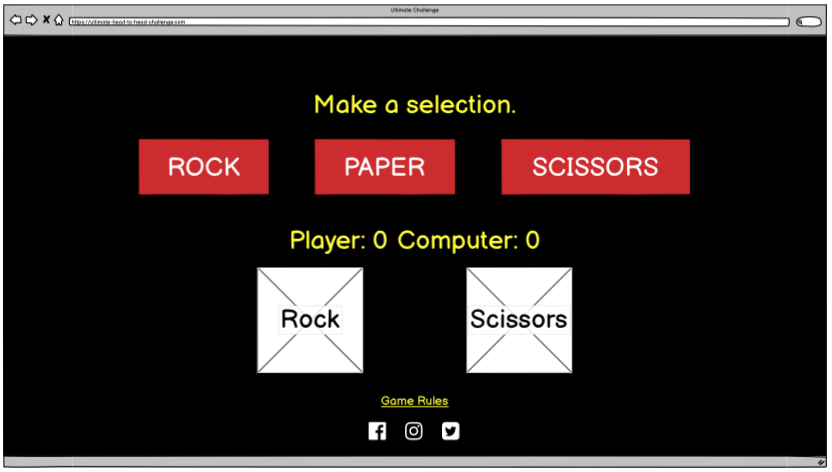 Ultimate Challenge
https://ultimate-head-to-head-challenge.com
Make a selection.
ROCK PAPER SCISSORS
Player: 0 Computer: 0
Rock Scissors
Game Rules